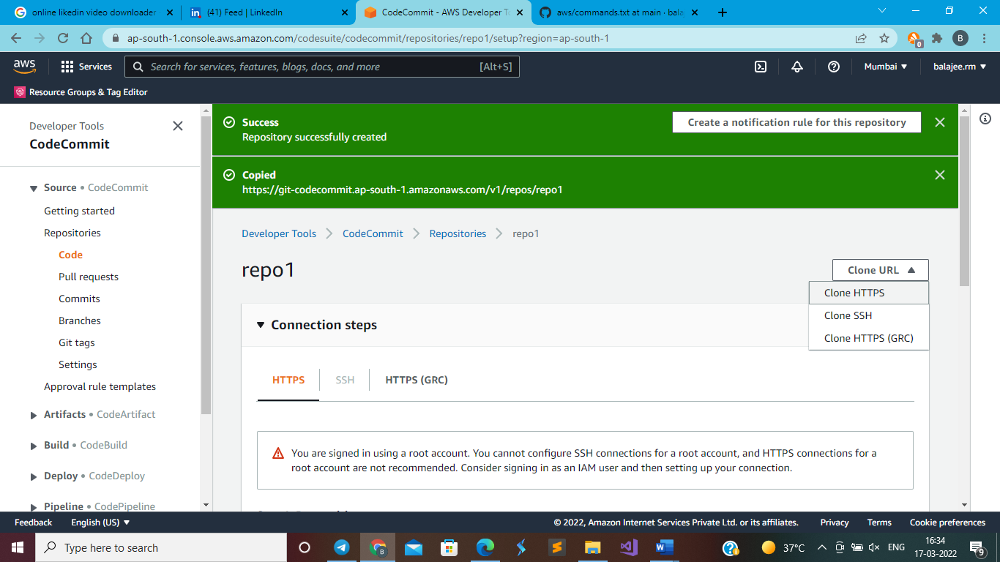 online likedin video downloader
(41) Feed | LinkedIn
CodeCommit - AWS Developer To
aws/commands.txt at main · bala
ap-south-1.console.aws.amazon.com/codesuite/codecommit/repositories/repo1/setup?region=ap-south-1
0
B
aws
Services
Search for services, features, blogs, docs, and more
[Alt+S]
Mumbai
balajee.rm
Resource Groups & Tag Editor
Developer Tools
CodeCommit
Source • CodeCommit
Getting started
Repositories
Code
Pull requests
Commits
Branches
Git tags
Settings
Approval rule templates
Artifacts • CodeArtifact
Build • CodeBuild
Deploy • CodeDeploy
Pipeline • CodePipeline
Success
Repository successfully created
Create a notification rule for this repository
Copied
https://git-codecommit.ap-south-1.amazonaws.com/v1/repos/repo1
Developer Tools
CodeCommit
Repositories
repo1
repo1
Clone URL
Clone HTTPS
Clone SSH
Clone HTTPS (GRC)
Connection steps
HTTPS
SSH
HTTPS (GRC)
You are signed in using a root account. You cannot configure SSH connections for a root account, and HTTPS connections for a
root account are not recommended. Consider signing in as an IAM user and then setting up your connection.
Feedback
English (US)
© 2022, Amazon Internet Services Private Ltd. or its affiliates.
Privacy
Terms
Cookie preferences
Type here to search
37°C
ENG
16:34
17-03-2022
9